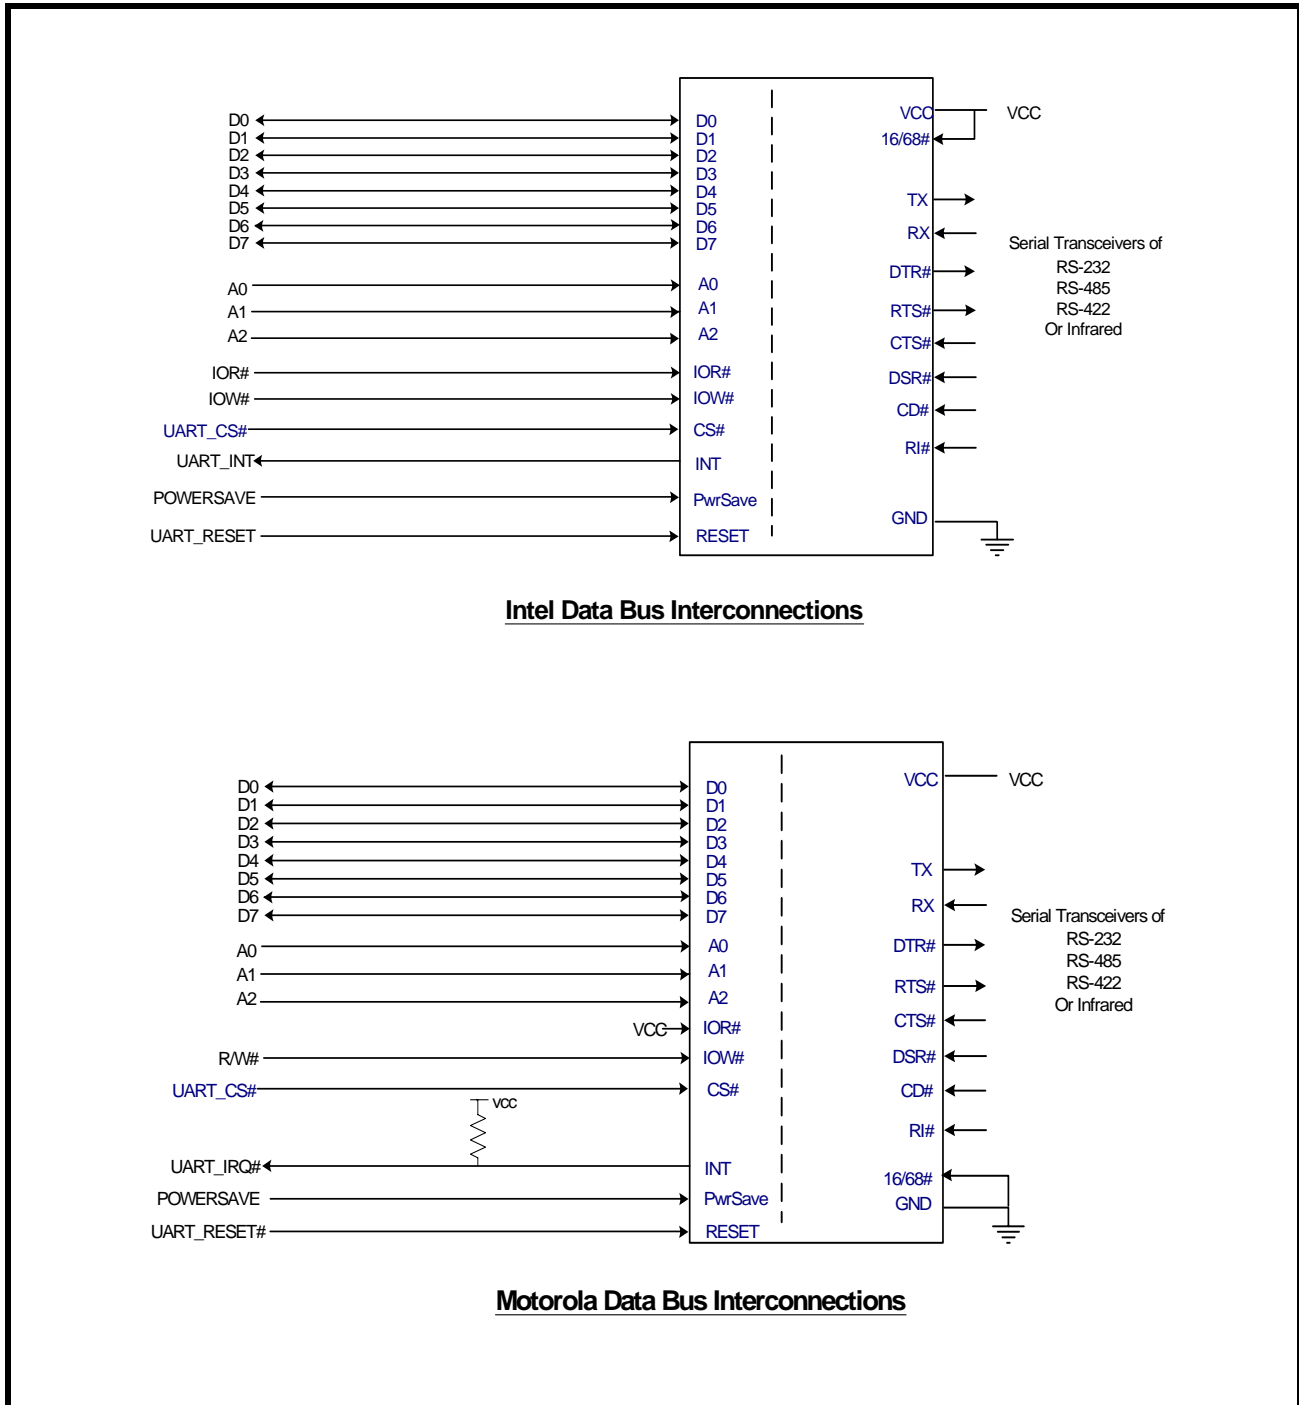 D0 D0 VCC VCC
D1 D1 16/68#
D2 D2
D3 D3
D4 D4 TX
D5 D5
D6 D6 RX
D7 D7 Serial Transceivers of
DTR# RS-232
A0 A0 RS-485
A1 A1 RTS# RS-422
A2 A2 CTS# Or Infrared
IOR# IOR# DSR#
IOW# IOW# CD#
UART_CS# CS#
UART_INT INT RI#
POWERSAVE PwrSave
GND
UART_RESET RESET
Intel Data Bus Interconnections
D0 D0 VCC VCC
D1 D1
D2 D2
D3 D3
D4 D4 TX
D5 D5
D6 D6 RX
D7 D7 Serial Transceivers of
A0 A0 DTR# RS-232
A1 A1 RS-485
A2 A2 RTS# RS-422
Or Infrared
VCC IOR# CTS#
R/W# IOW# DSR#
UART_CS# CS# CD#
VCC
RI#
UART_IRQ# INT 16/68#
POWERSAVE PwrSave GND
UART_RESET# RESET
Motorola Data Bus Interconnections